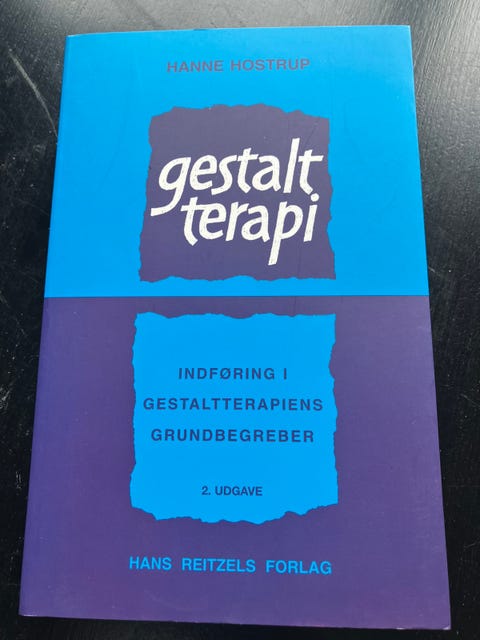 HANNE HOSTRUP
gestalt
terapi
INDFØRING I
GESTALTTERAPIENS
GRUNDBEGREBER
2. UDGAVE
HANS REITZELS FORLAG